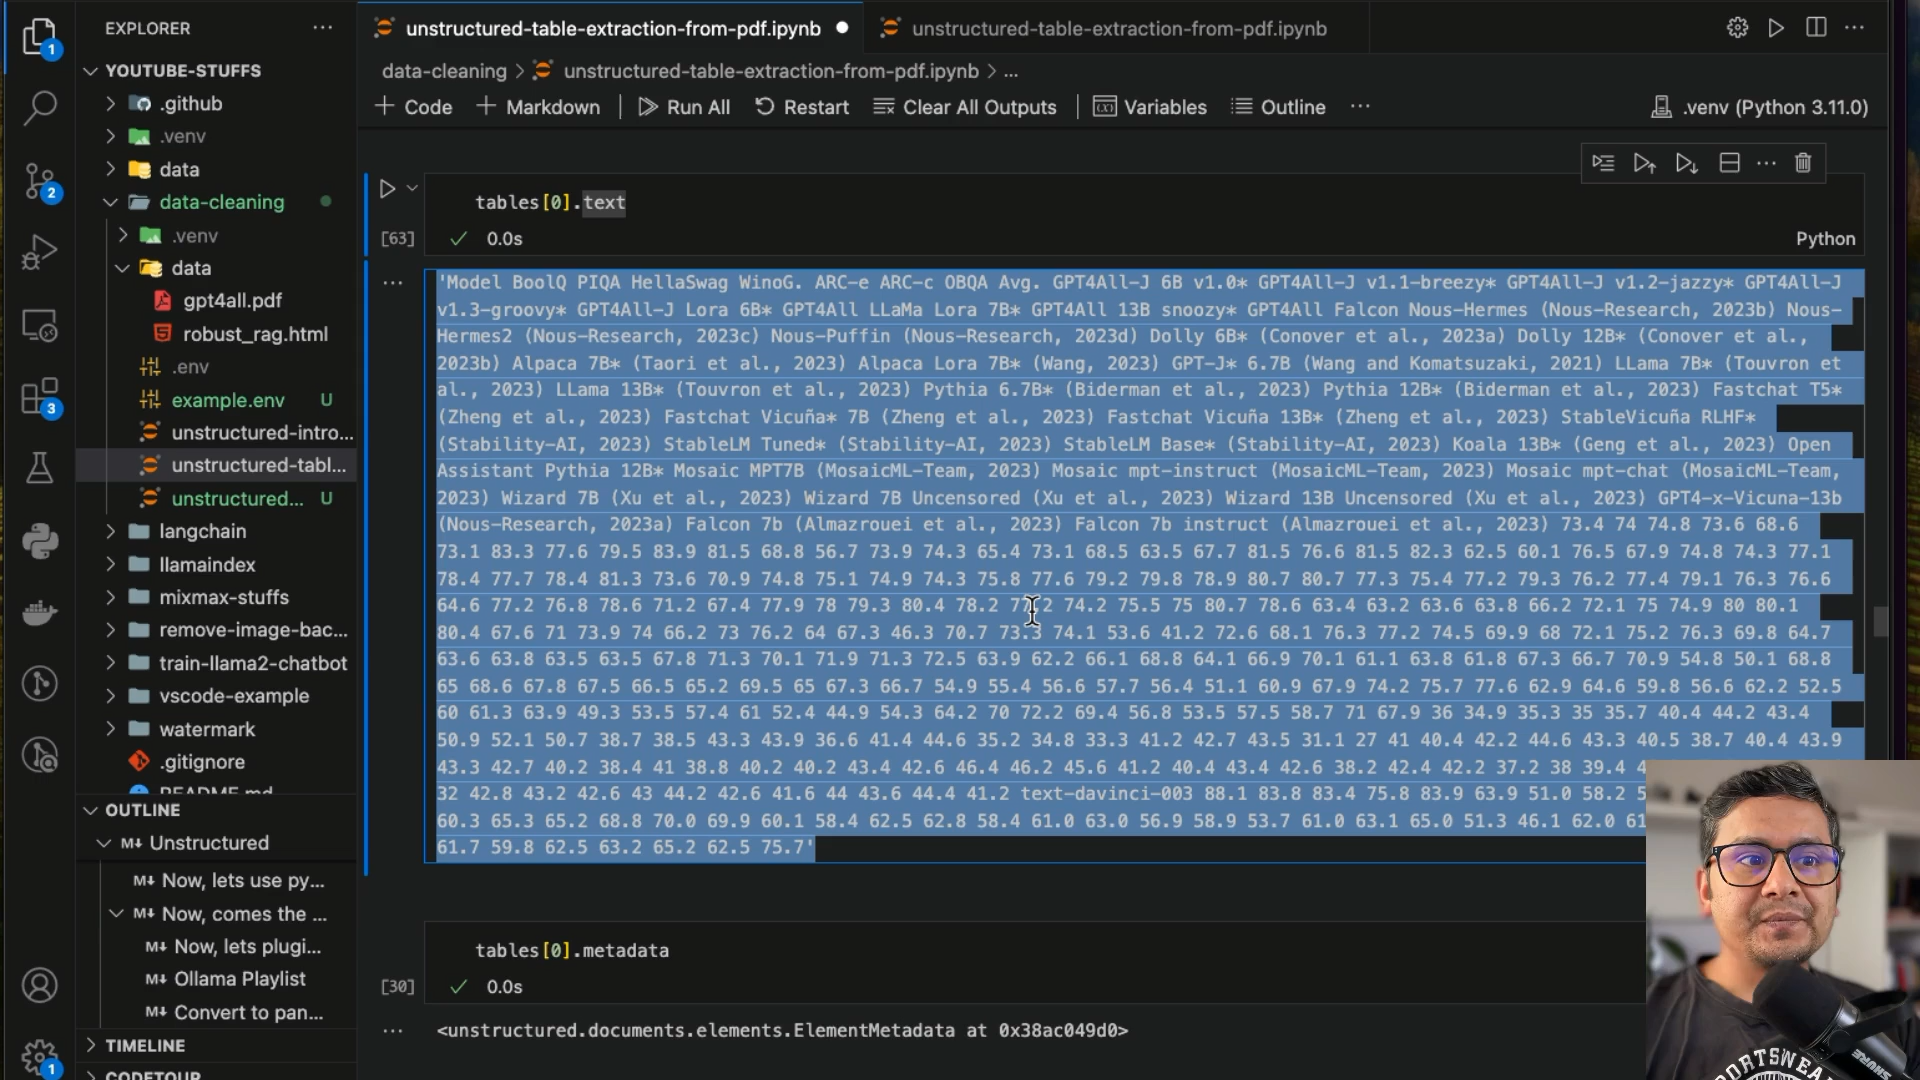 EXPLORER
YOUTUBE-STUFFS
.github
.venv
data
data-cleaning
.venv
data
gpt4all.pdf
robust_rag.html
.env
example.env U
unstructured-intro...
unstructured-tabl...
unstructured... U
langchain
llamaindex
mixmax-stuffs
remove-image-bac...
train-llama2-chatbot
vscode-example
watermark
.gitignore
README.md
OUTLINE
M↓ Unstructured
M↓ Now, lets use py...
M↓ Now, comes the ...
M↓ Now, lets plugi...
M↓ Ollama Playlist
M↓ Convert to pan...
TIMELINE
CODETOUR
1
2
3
1
unstructured-table-extraction-from-pdf.ipynb
unstructured-table-extraction-from-pdf.ipynb
data-cleaning > unstructured-table-extraction-from-pdf.ipynb > ...
+ Code + Markdown Run All Restart Clear All Outputs Variables Outline ... .venv (Python 3.11.0)
tables[0].text
[63] 0.0s Python
'Model BoolQ PIQA HellaSwag WinoG. ARC-e ARC-c OBQA Avg. GPT4All-J 6B v1.0* GPT4All-J v1.1-breezy* GPT4All-J v1.2-jazzy* GPT4All-J
v1.3-groovy* GPT4All-J Lora 6B* GPT4All LLaMa Lora 7B* GPT4All 13B snoozy* GPT4All Falcon Nous-Hermes (Nous-Research, 2023b) Nous-
Hermes2 (Nous-Research, 2023c) Nous-Puffin (Nous-Research, 2023d) Dolly 6B* (Conover et al., 2023a) Dolly 12B* (Conover et al.,
2023b) Alpaca 7B* (Taori et al., 2023) Alpaca Lora 7B* (Wang, 2023) GPT-J* 6.7B (Wang and Komatsuzaki, 2021) LLama 7B* (Touvron et
al., 2023) LLama 13B* (Touvron et al., 2023) Pythia 6.7B* (Biderman et al., 2023) Pythia 12B* (Biderman et al., 2023) Fastchat T5*
(Zheng et al., 2023) Fastchat Vicuña* 7B (Zheng et al., 2023) Fastchat Vicuña 13B* (Zheng et al., 2023) StableVicuña RLHF*
(Stability-AI, 2023) StableLM Tuned* (Stability-AI, 2023) StableLM Base* (Stability-AI, 2023) Koala 13B* (Geng et al., 2023) Open
Assistant Pythia 12B* Mosaic MPT7B (MosaicML-Team, 2023) Mosaic mpt-instruct (MosaicML-Team, 2023) Mosaic mpt-chat (MosaicML-Team,
2023) Wizard 7B (Xu et al., 2023) Wizard 7B Uncensored (Xu et al., 2023) Wizard 13B Uncensored (Xu et al., 2023) GPT4-x-Vicuna-13b
(Nous-Research, 2023a) Falcon 7b (Almazrouei et al., 2023) Falcon 7b instruct (Almazrouei et al., 2023) 73.4 74 74.8 73.6 68.6
73.1 83.3 77.6 79.5 83.9 81.5 68.8 56.7 73.9 74.3 65.4 73.1 68.5 63.5 67.7 81.5 76.6 81.5 82.3 62.5 60.1 76.5 67.9 74.8 74.3 77.1
78.4 77.7 78.4 81.3 73.6 70.9 74.8 75.1 74.9 74.3 75.8 77.6 79.2 79.8 78.9 80.7 80.7 77.3 75.4 77.2 79.3 76.2 77.4 79.1 76.3 76.6
64.6 77.2 76.8 78.6 71.2 67.4 77.9 78 79.3 80.4 78.2 74.2 75.5 75 80.7 78.6 63.4 63.2 63.6 63.8 66.2 72.1 75 74.9 80 80.1
80.4 67.6 71 73.9 74 66.2 73 76.2 64 67.3 46.3 70.7 73.3 74.1 53.6 41.2 72.6 68.1 76.3 77.2 74.5 69.9 68 72.1 75.2 76.3 69.8 64.7
63.6 63.8 63.5 63.5 67.8 71.3 70.1 71.9 71.3 72.5 63.9 62.2 66.1 68.8 64.1 66.9 70.1 61.1 63.8 61.8 67.3 66.7 70.9 54.8 50.1 68.8
65 68.6 67.8 67.5 66.5 65.2 69.5 65 67.3 66.7 54.9 55.4 56.6 57.7 56.4 51.1 60.9 67.9 74.2 75.7 77.6 62.9 64.6 59.8 56.6 62.2 52.5
60 61.3 63.9 49.3 53.5 57.4 61 52.4 44.9 54.3 64.2 70 72.2 69.4 56.8 53.5 57.5 58.7 71 67.9 36 34.9 35.3 35 35.7 40.4 44.2 43.4
50.9 52.1 50.7 38.7 38.5 43.3 43.9 36.6 41.4 44.6 35.2 34.8 33.3 41.2 42.7 43.5 31.1 27 41 40.4 42.2 44.6 43.3 40.5 38.7 40.4 43.9
43.3 42.7 40.2 38.4 41 38.8 40.2 40.2 43.4 42.6 46.4 46.2 45.6 41.2 40.4 43.4 42.6 38.2 42.4 42.2 37.2 38 39.4
32 42.8 43.2 42.6 43 44.2 42.6 41.6 44 43.6 44.4 41.2 text-davinci-003 88.1 83.8 83.4 75.8 83.9 63.9 51.0 58.2
60.3 65.3 65.2 68.8 70.0 69.9 60.1 58.4 62.5 62.8 58.4 61.0 63.0 56.9 58.9 53.7 61.0 63.1 65.0 51.3 46.1 62.0
61.7 59.8 62.5 63.2 65.2 62.5 75.7'
tables[0].metadata
[30] 0.0s
<unstructured.documents.elements.ElementMetadata at 0x38ac049d0>
SHURE